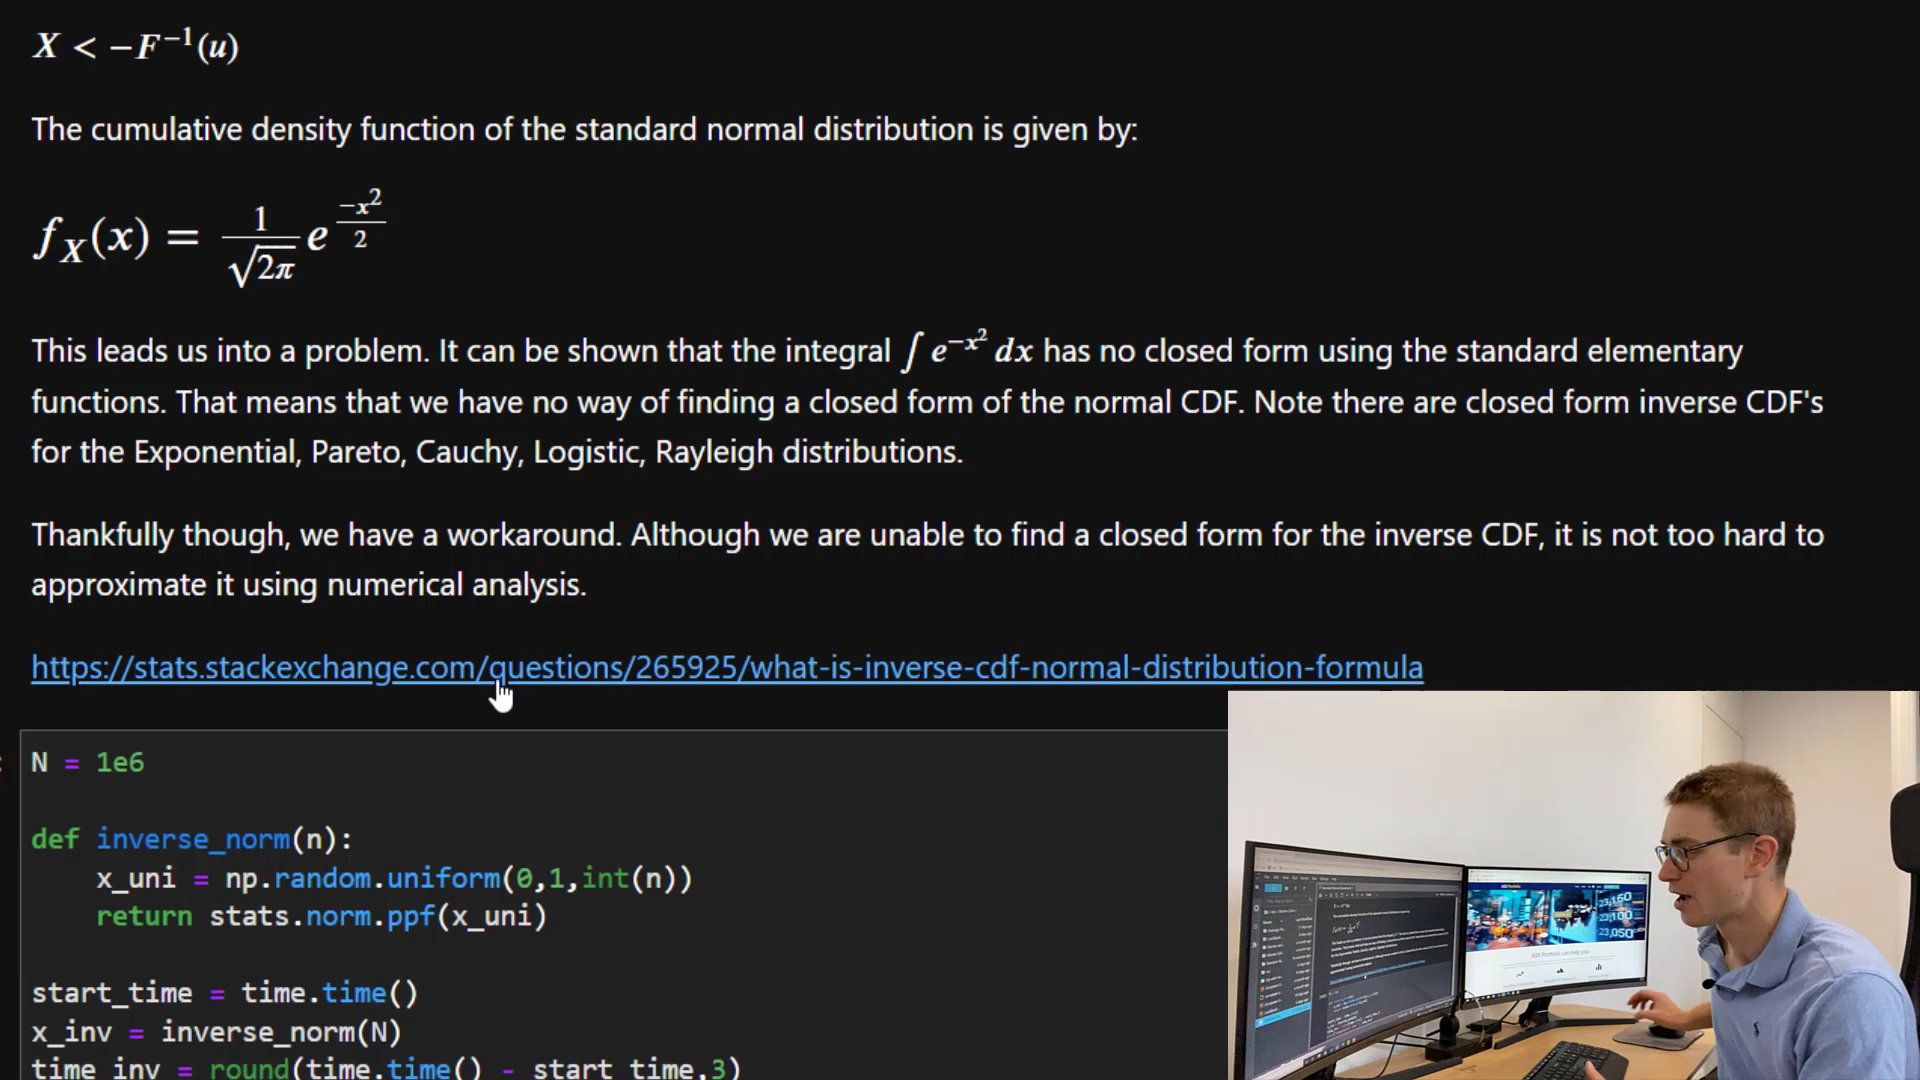 X < −F⁻¹(u)
The cumulative density function of the standard normal distribution is given by:
f_X(x) = 1/√2π e^(−x²/2)
This leads us into a problem. It can be shown that the integral ∫ e^(−x²) dx has no closed form using the standard elementary
functions. That means that we have no way of finding a closed form of the normal CDF. Note there are closed form inverse CDF's
for the Exponential, Pareto, Cauchy, Logistic, Rayleigh distributions.
Thankfully though, we have a workaround. Although we are unable to find a closed form for the inverse CDF, it is not too hard to
approximate it using numerical analysis.
https://stats.stackexchange.com/questions/265925/what-is-inverse-cdf-normal-distribution-formula
N = 1e6
def inverse_norm(n):
    x_uni = np.random.uniform(0,1,int(n))
    return stats.norm.ppf(x_uni)
start_time = time.time()
x_inv = inverse_norm(N)
time_inv = round(time.time() - start_time,3)
23,160
23,100
23,050